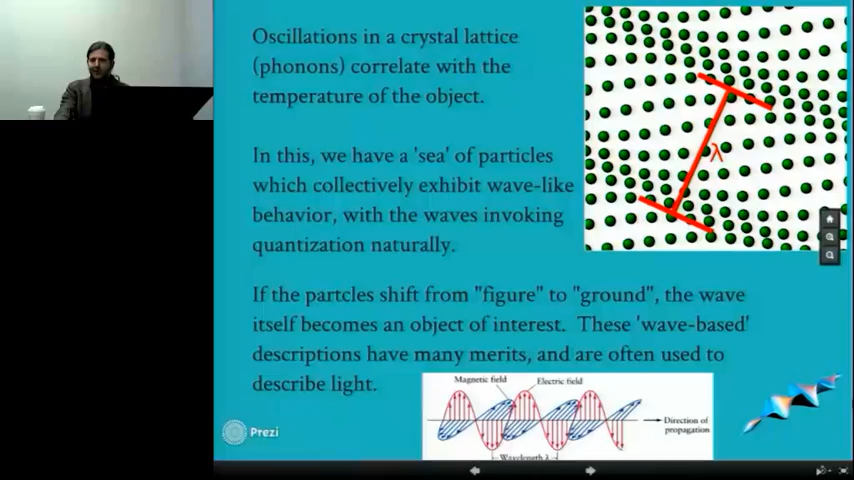 Oscillations in a crystal lattice
(phonons) correlate with the
temperature of the object.
In this, we have a 'sea' of particles
which collectively exhibit wave-like
behavior, with the waves invoking
quantization naturally.
If the partcles shift from "figure" to "ground", the wave
itself becomes an object of interest. These 'wave-based'
descriptions have many merits, and are often used to
describe light.
λ
Magnetic field
Electric field
Direction of
propagation
Wavelength λ
Prezi